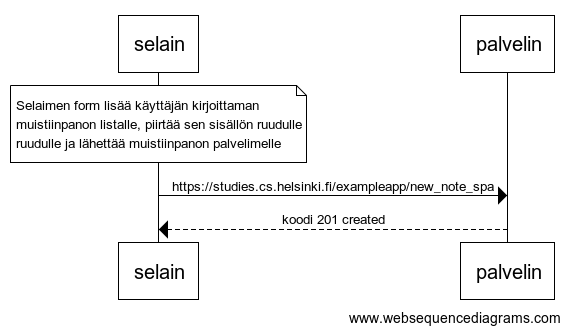 selain
palvelin
Selaimen form lisää käyttäjän kirjoittaman
muistiinpanon listalle, piirtää sen sisällön ruudulle
ruudulle ja lähettää muistiinpanon palvelimelle
https://studies.cs.helsinki.fi/exampleapp/new_note_spa
koodi 201 created
selain
palvelin
www.websequencediagrams.com